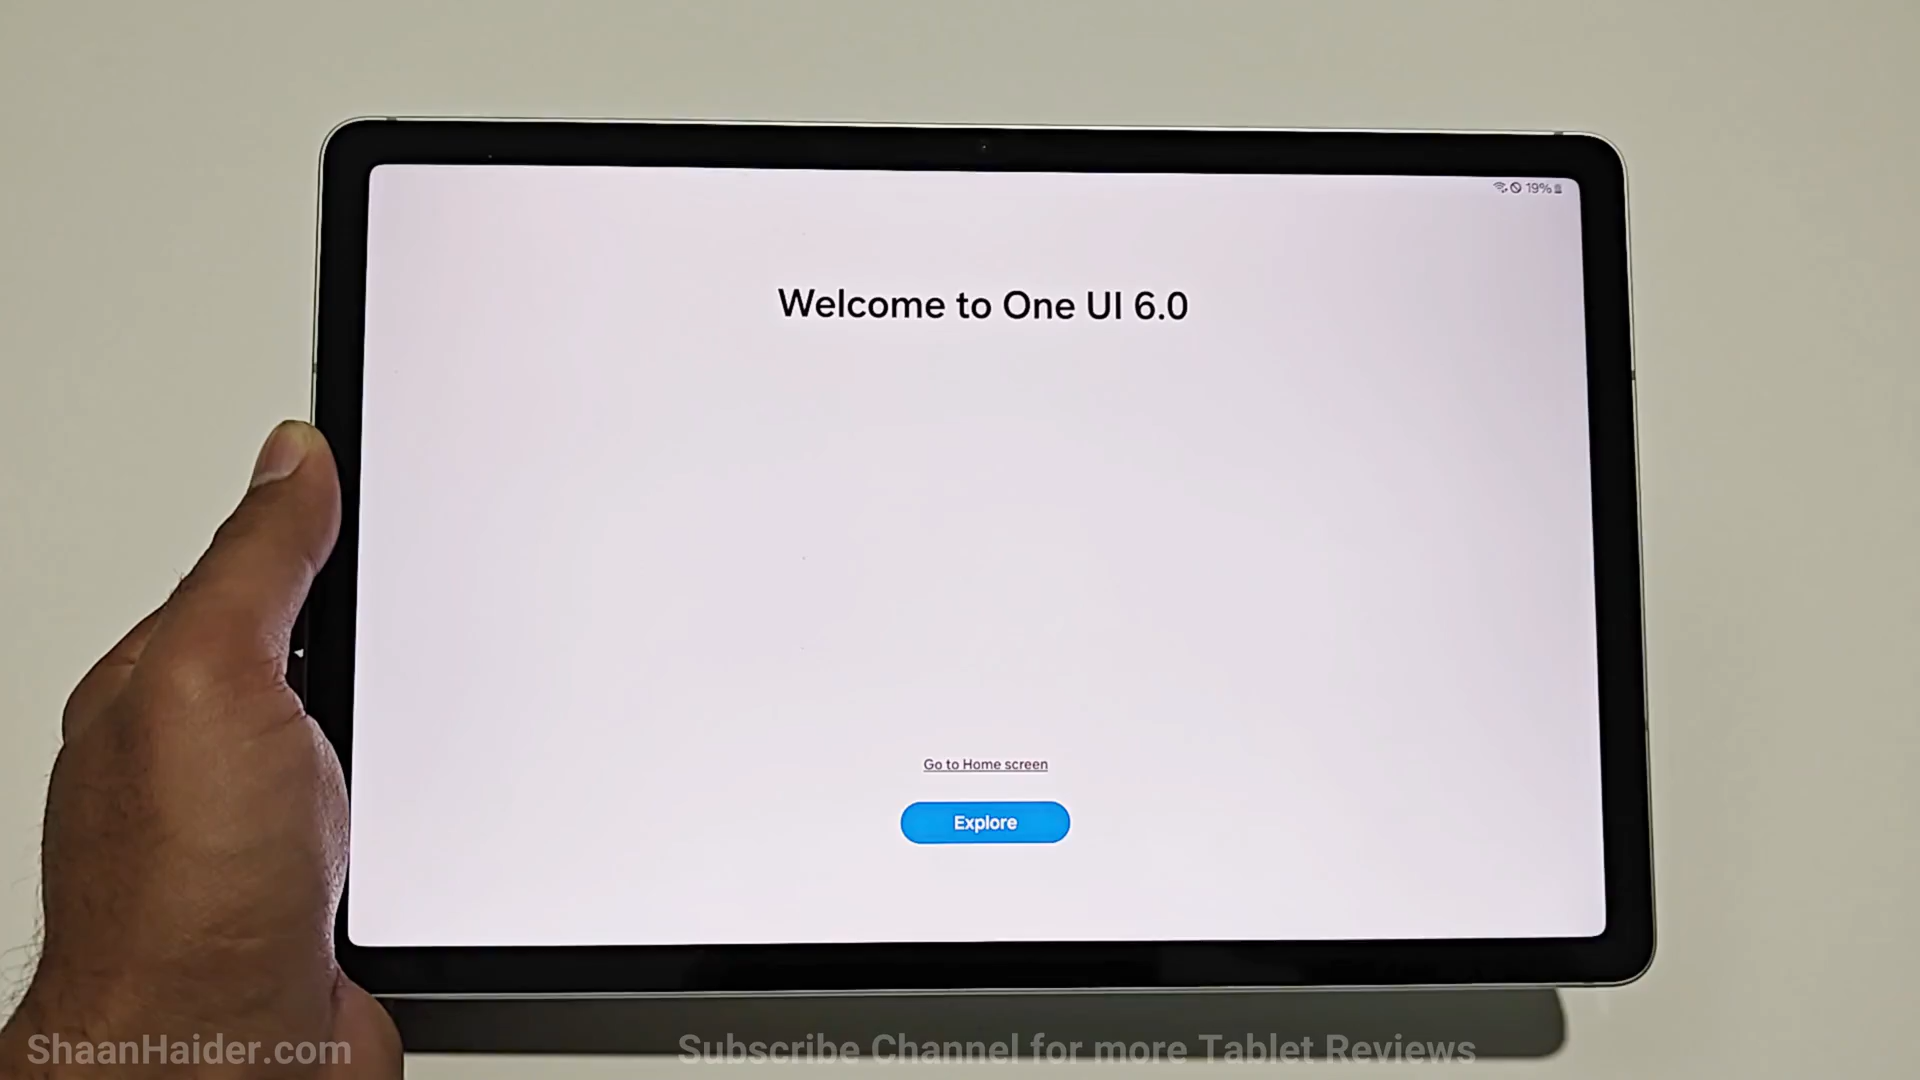 19%
Welcome to One UI 6.0
Go to Home screen
Explore
ShaanHaider.com
Subscribe Channel for more Tablet Reviews